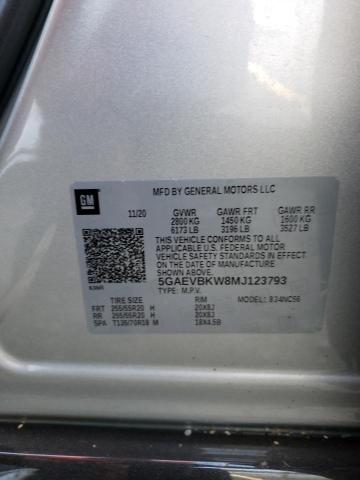 GM
MFD BY GENERAL MOTORS LLC
11/20 GVWR GAWR FRT GAWR RR
2800 KG 1450 KG 1600 KG
6173 LB 3196 LB 3527 LB
THIS VEHICLE CONFORMS TO ALL
APPLICABLE U.S. FEDERAL MOTOR
VEHICLE SAFETY STANDARDS IN
EFFECT ON THE DATE OF
MANUFACTURE SHOWN ABOVE.
5GAEVBKW8MJ123793
TYPE: M.P.V. MODEL: 834NC56
TIRE SIZE RIM
FRT 255/55R20 H 20X8J
RR 255/55R20 H 20X8J
SPA T135/70R18 M 18X4.5B